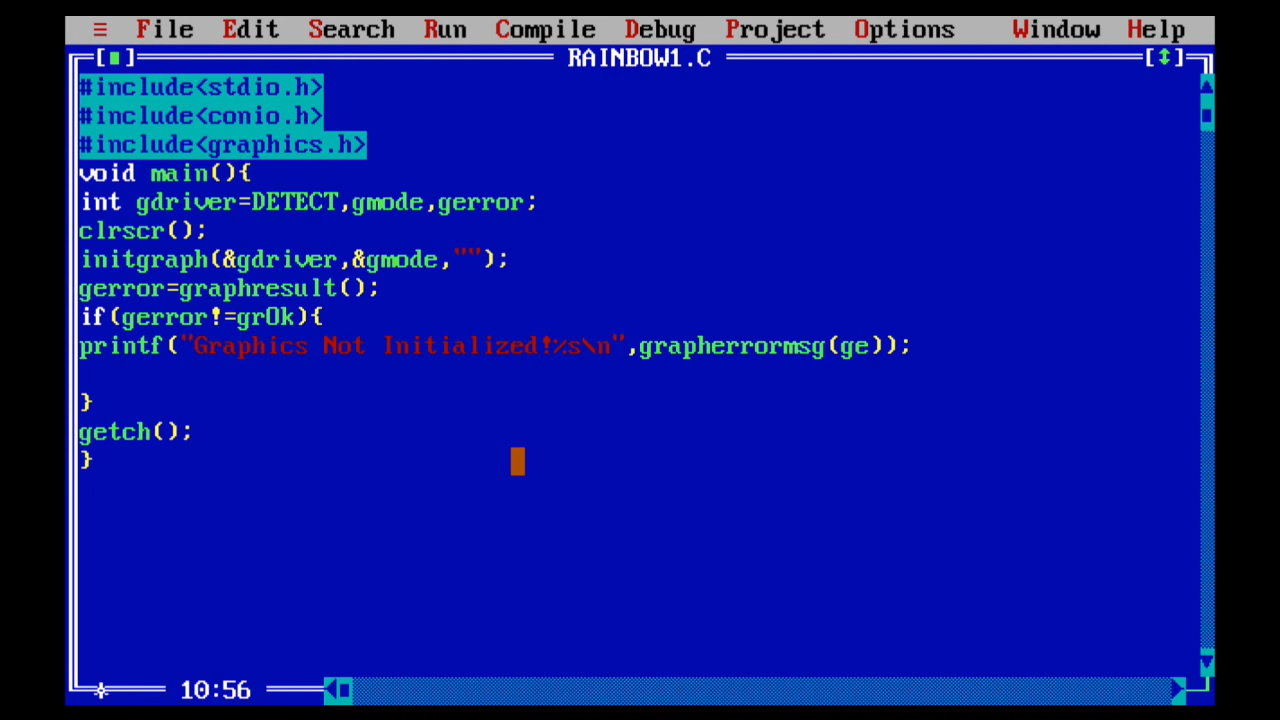 ≡ File Edit Search Run Compile Debug Project Options Window Help
[■] RAINBOW1.C [↕]
#include<stdio.h>
#include<conio.h>
#include<graphics.h>
void main(){
int gdriver=DETECT,gmode,gerror;
clrscr();
initgraph(&gdriver,&gmode,"");
gerror=graphresult();
if(gerror!=grOk){
printf("Graphics Not Initialized!%s\n",grapherrormsg(ge));
}
getch();
}
10:56